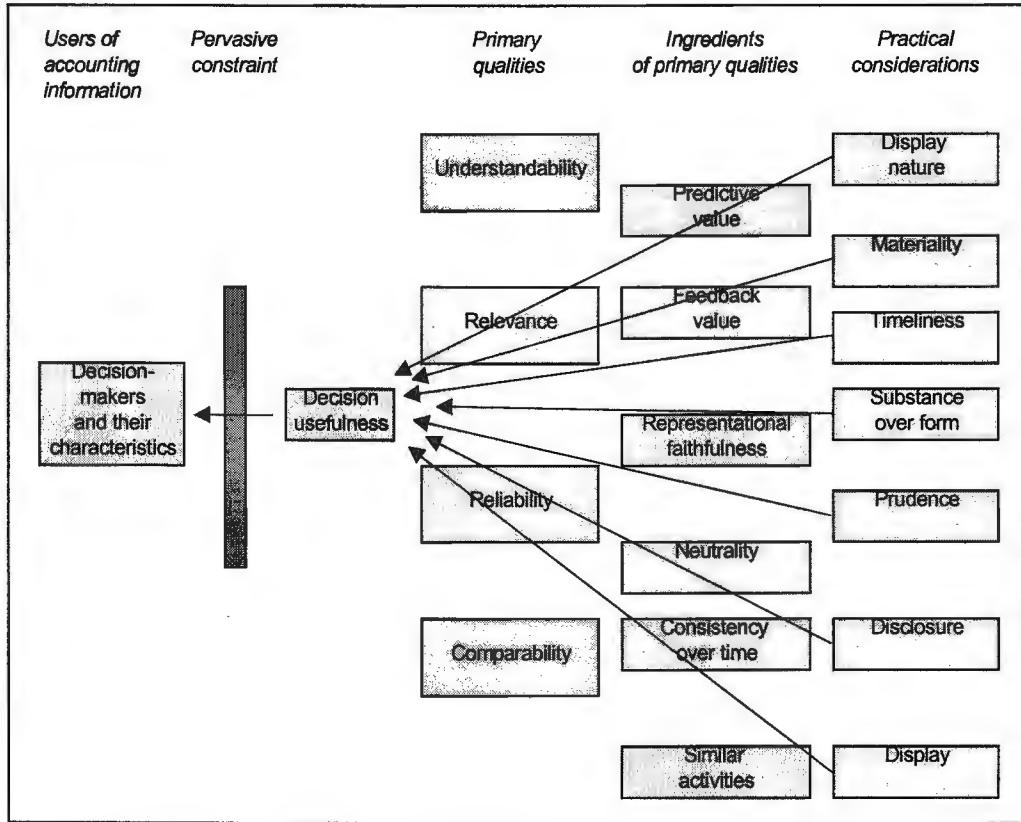 Users of
accounting
information
Pervasive
constraint
Primary
qualities
Ingredients
of primary qualities
Practical
considerations
Understandability
Relevance
Reliability
Comparability
Predictive
value
Feedback
value
Representational
faithfulness
Neutrality
Consistency
over time
Similar
activities
Display
nature
Materiality
Timeliness
Substance
over form
Prudence
Disclosure
Display
Decision-
makers
and their
characteristics
Decision
usefulness